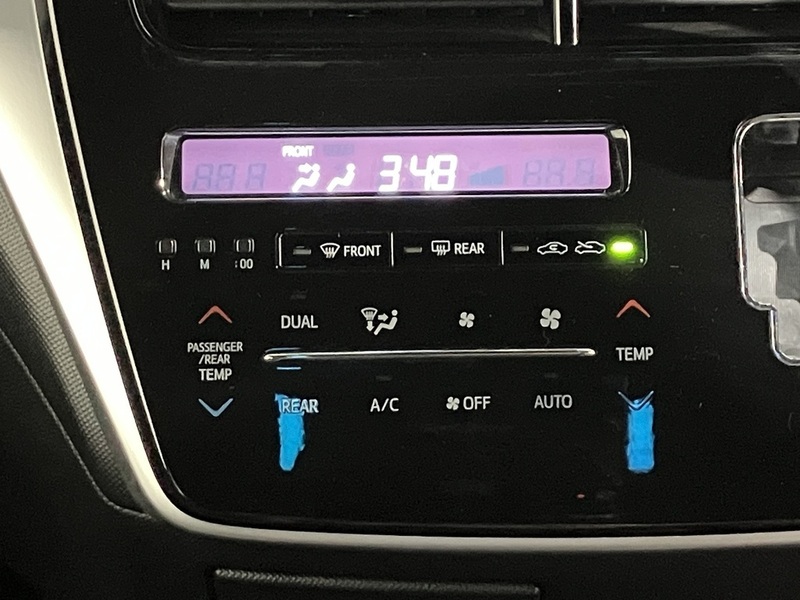 FRONT
3:48
H M :00
FRONT REAR
DUAL
PASSENGER
/REAR
TEMP
TEMP
REAR A/C OFF AUTO